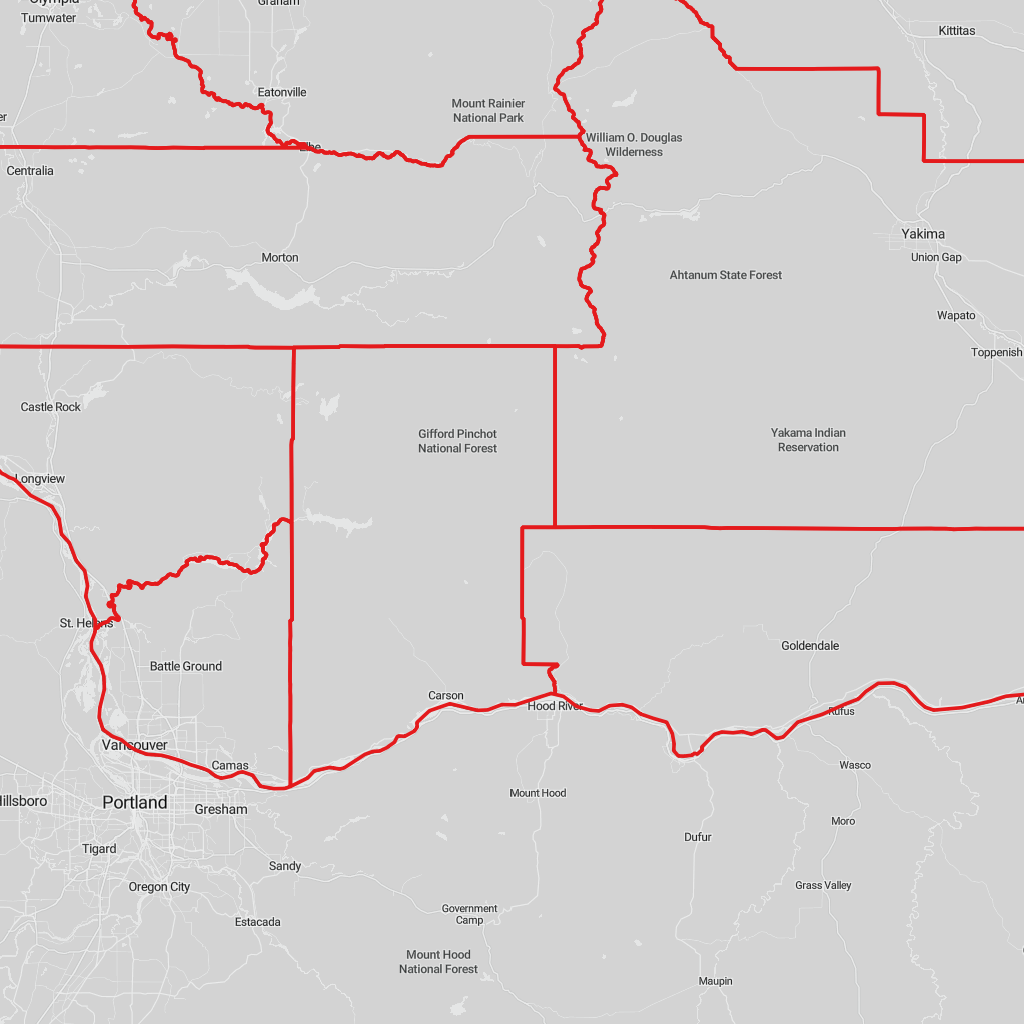 Olympia
Graham
Tumwater
Kittitas
Eatonville
Mount Rainier
National Park
William O. Douglas
Wilderness
Elbe
Centralia
Yakima
Union Gap
Morton
Ahtanum State Forest
Wapato
Toppenish
Castle Rock
Gifford Pinchot
National Forest
Yakama Indian
Reservation
Longview
St. Helens
Goldendale
Battle Ground
Carson
Hood River
Rufus
Vancouver
Camas
Wasco
Mount Hood
Portland
Hillsboro
Gresham
Moro
Dufur
Tigard
Sandy
Oregon City
Grass Valley
Government
Camp
Estacada
Mount Hood
National Forest
Maupin